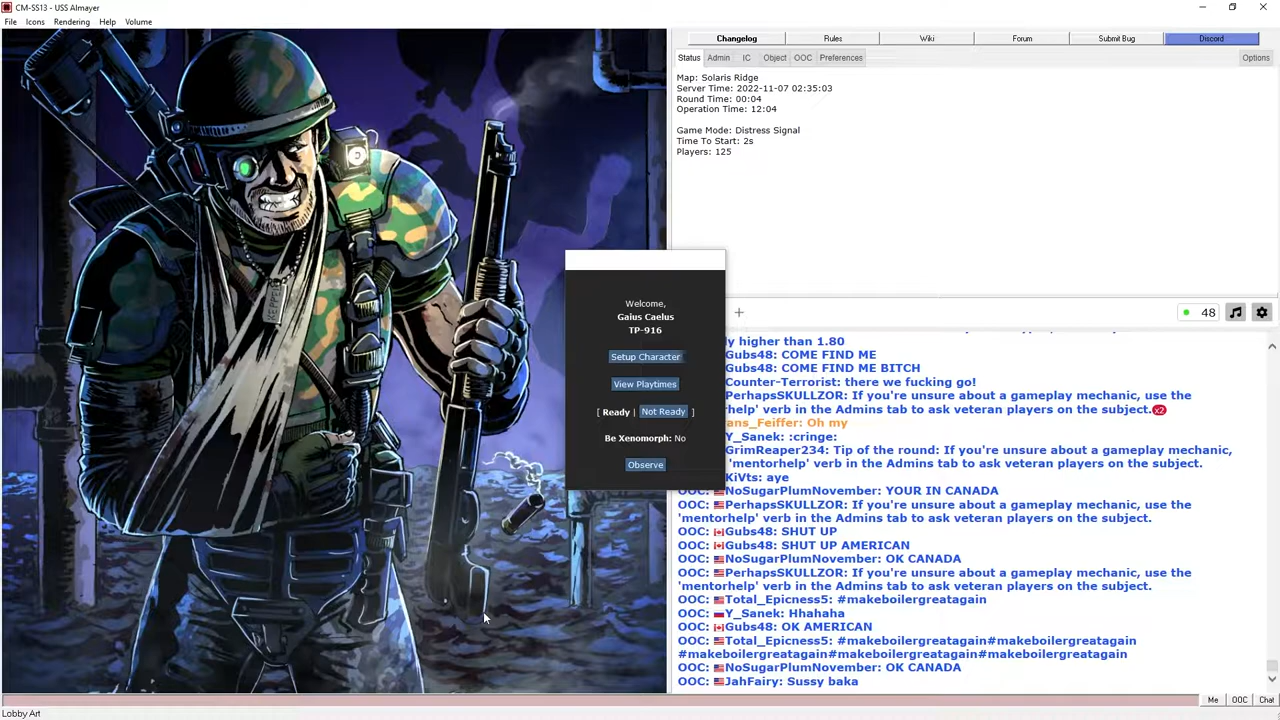 CM-SS13 - USS Almayer
File Icons Rendering Help Volume
Changelog Rules Wiki Forum Submit Bug Discord
Status Admin IC Object OOC Preferences Options
Map: Solaris Ridge
Server Time: 2022-11-07 02:35:03
Round Time: 00:04
Operation Time: 12:04
Game Mode: Distress Signal
Time To Start: 2s
Players: 125
KEPPEL
Welcome,
Gaius Caelus
TP-916
Setup Character
View Playtimes
[ Ready | Not Ready ]
Be Xenomorph: No
Observe
+ 48
ly higher than 1.80
Gubs48: COME FIND ME
Gubs48: COME FIND ME BITCH
Counter-Terrorist: there we fucking go!
PerhapsSKULLZOR: If you're unsure about a gameplay mechanic, use the
help' verb in the Admins tab to ask veteran players on the subject. x2
ans_Feiffer: Oh my
Y_Sanek: :cringe:
GrimReaper234: Tip of the round: If you're unsure about a gameplay mechanic,
'mentorhelp' verb in the Admins tab to ask veteran players on the subject.
KiVts: aye
OOC: NoSugarPlumNovember: YOUR IN CANADA
OOC: PerhapsSKULLZOR: If you're unsure about a gameplay mechanic, use the
'mentorhelp' verb in the Admins tab to ask veteran players on the subject.
OOC: Gubs48: SHUT UP
OOC: Gubs48: SHUT UP AMERICAN
OOC: NoSugarPlumNovember: OK CANADA
OOC: PerhapsSKULLZOR: If you're unsure about a gameplay mechanic, use the
'mentorhelp' verb in the Admins tab to ask veteran players on the subject.
OOC: Total_Epicness5: #makeboilergreatagain
OOC: Y_Sanek: Hhahaha
OOC: Gubs48: OK AMERICAN
OOC: Total_Epicness5: #makeboilergreatagain#makeboilergreatagain
#makeboilergreatagain#makeboilergreatagain#makeboilergreatagain
OOC: NoSugarPlumNovember: OK CANADA
OOC: JahFairy: Sussy baka
Me OOC Chat
Lobby Art